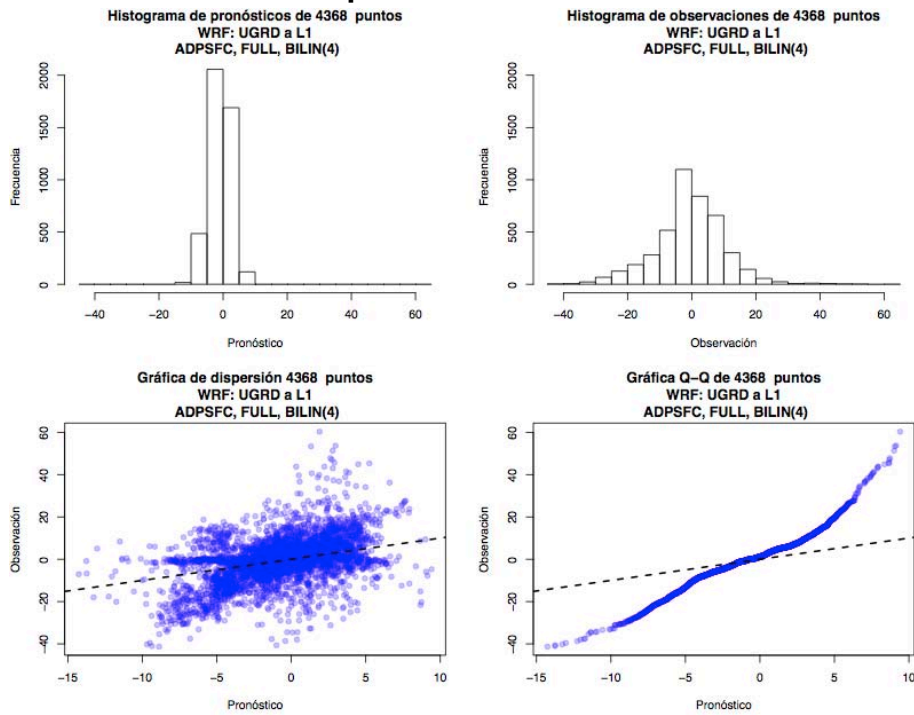 Histograma de pronósticos de 4368 puntos
WRF: UGRD a L1
ADPSFC, FULL, BILIN(4)
Frecuencia
0
500
1000
1500
2000
−40
−20
0
20
40
60
Pronóstico
Histograma de observaciones de 4368 puntos
WRF: UGRD a L1
ADPSFC, FULL, BILIN(4)
Frecuencia
0
500
1000
1500
2000
−40
−20
0
20
40
60
Observación
Gráfica de dispersión 4368 puntos
WRF: UGRD a L1
ADPSFC, FULL, BILIN(4)
Observación
−40
−20
0
20
40
60
−15
−10
−5
0
5
10
Pronóstico
Gráfica Q−Q de 4368 puntos
WRF: UGRD a L1
ADPSFC, FULL, BILIN(4)
Observación
−40
−20
0
20
40
60
−15
−10
−5
0
5
10
Pronóstico